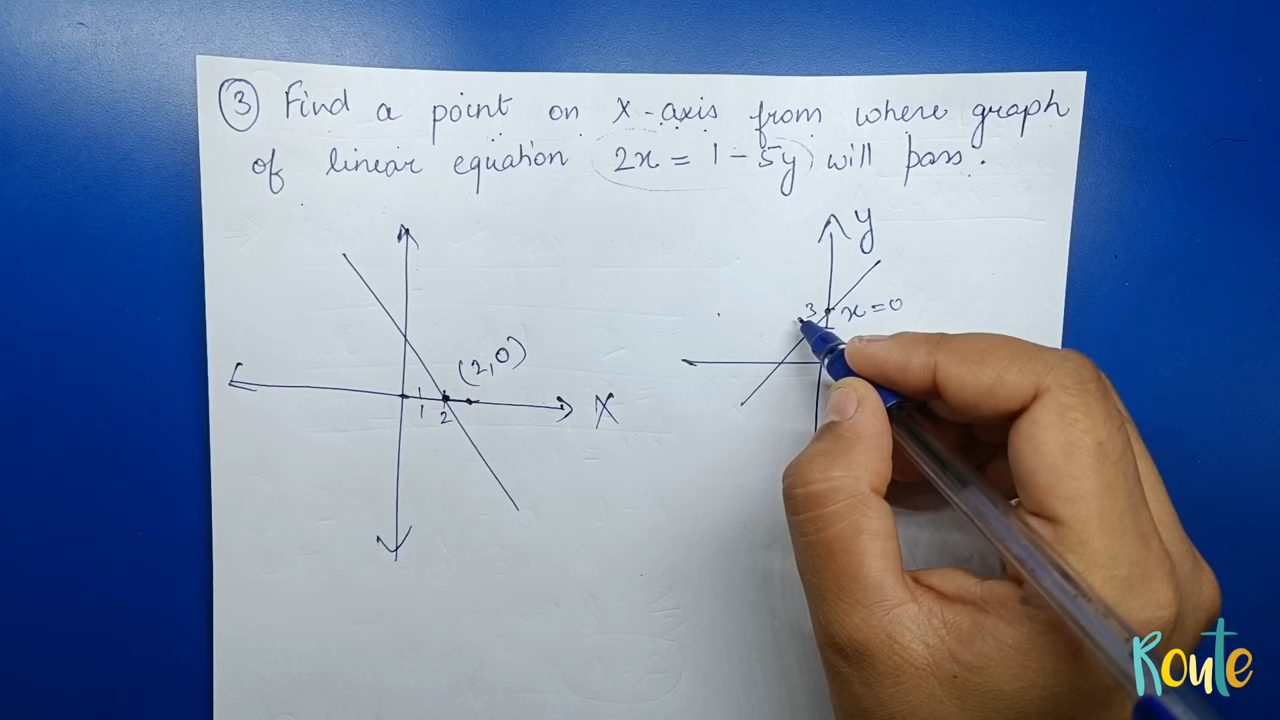 ③ Find a point on X-axis from where graph
of linear equation 2x = 1 - 5y will pass.
Y
3 x = 0
(2,0)
1 2 X
Route